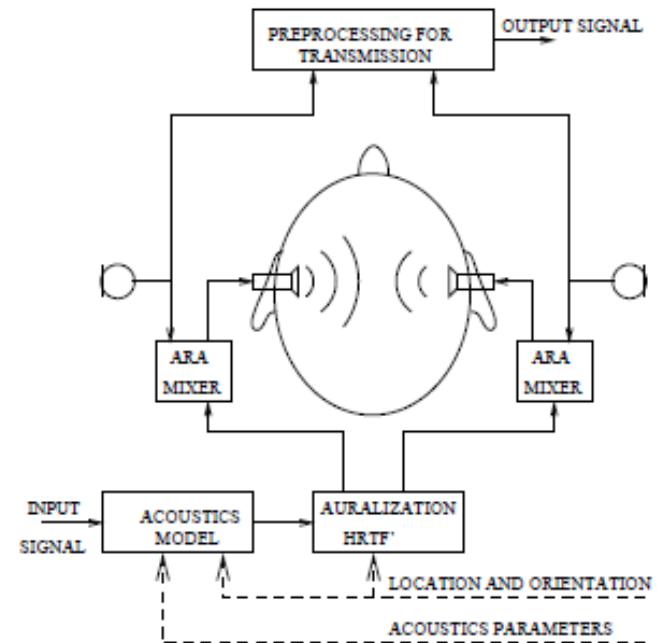 PREPROCESSING FOR
TRANSMISSION
OUTPUT SIGNAL
ARA
MIXER
ARA
MIXER
INPUT
SIGNAL
ACOUSTICS
MODEL
AURALIZATION
HRTF'
LOCATION AND ORIENTATION
ACOUSTICS PARAMETERS